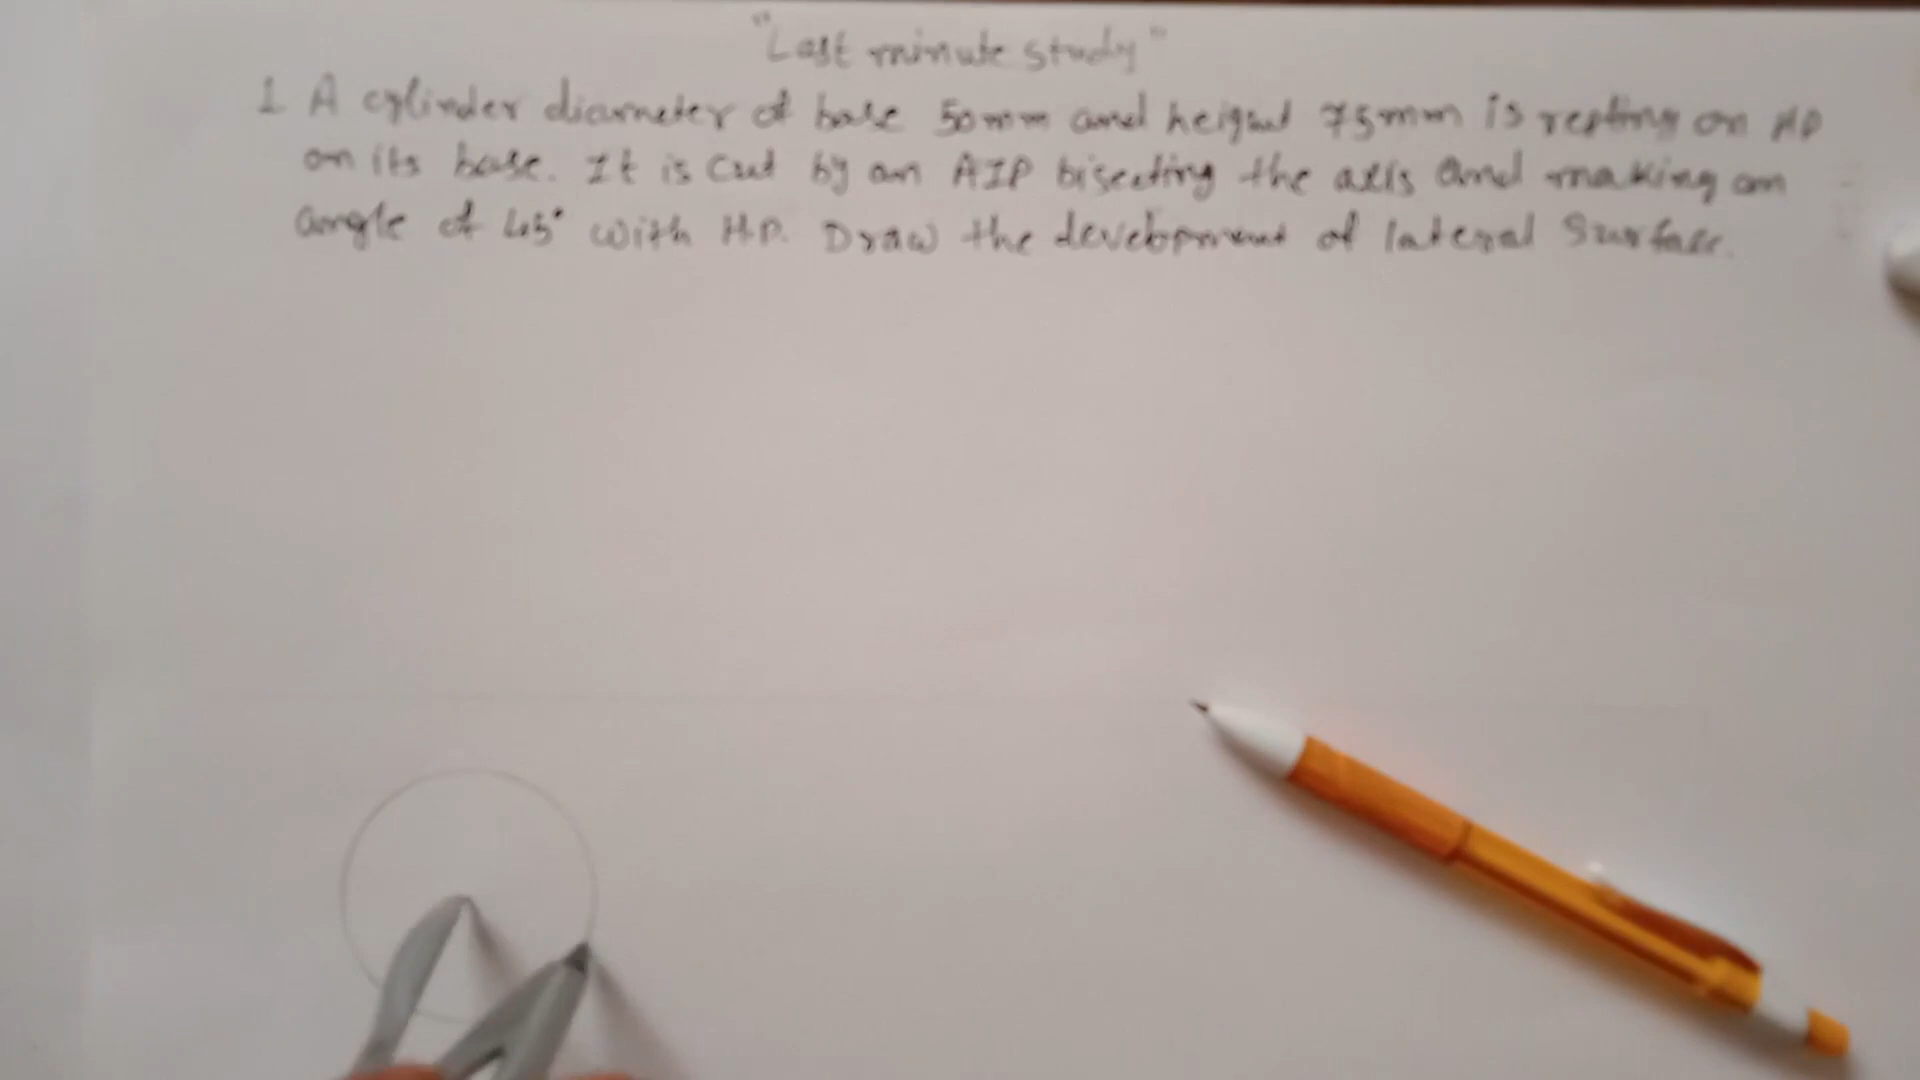 "Last minute study"
1 A cylinder diameter of base 50mm and height 75mm is resting on HP
on its base. It is cut by an AIP bisecting the axis and making an
angle of 45° with H.P. Draw the development of lateral Surface.